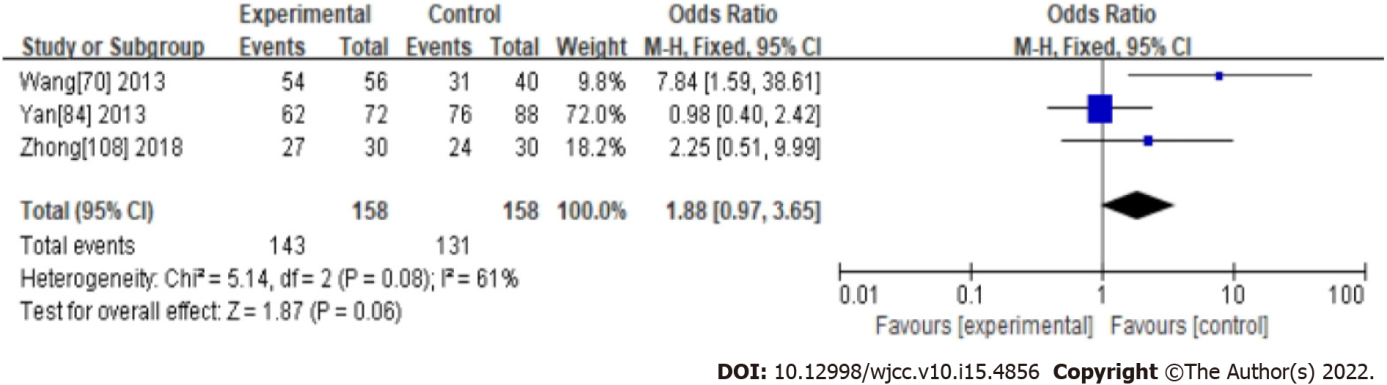 Experimental Control Odds Ratio Odds Ratio
Study or Subgroup Events Total Events Total Weight M-H, Fixed, 95% CI M-H, Fixed, 95% CI
Wang[70] 2013 54 56 31 40 9.8% 7.84 [1.59, 38.61]
Yan[84] 2013 62 72 76 88 72.0% 0.98 [0.40, 2.42]
Zhong[108] 2018 27 30 24 30 18.2% 2.25 [0.51, 9.99]
Total (95% CI) 158 158 100.0% 1.88 [0.97, 3.65]
Total events 143 131
Heterogeneity: Chi² = 5.14, df = 2 (P = 0.08); I² = 61%
Test for overall effect: Z = 1.87 (P = 0.06)
0.01 0.1 1 10 100
Favours [experimental] Favours [control]
DOI: 10.12998/wjcc.v10.i15.4856 Copyright ©The Author(s) 2022.